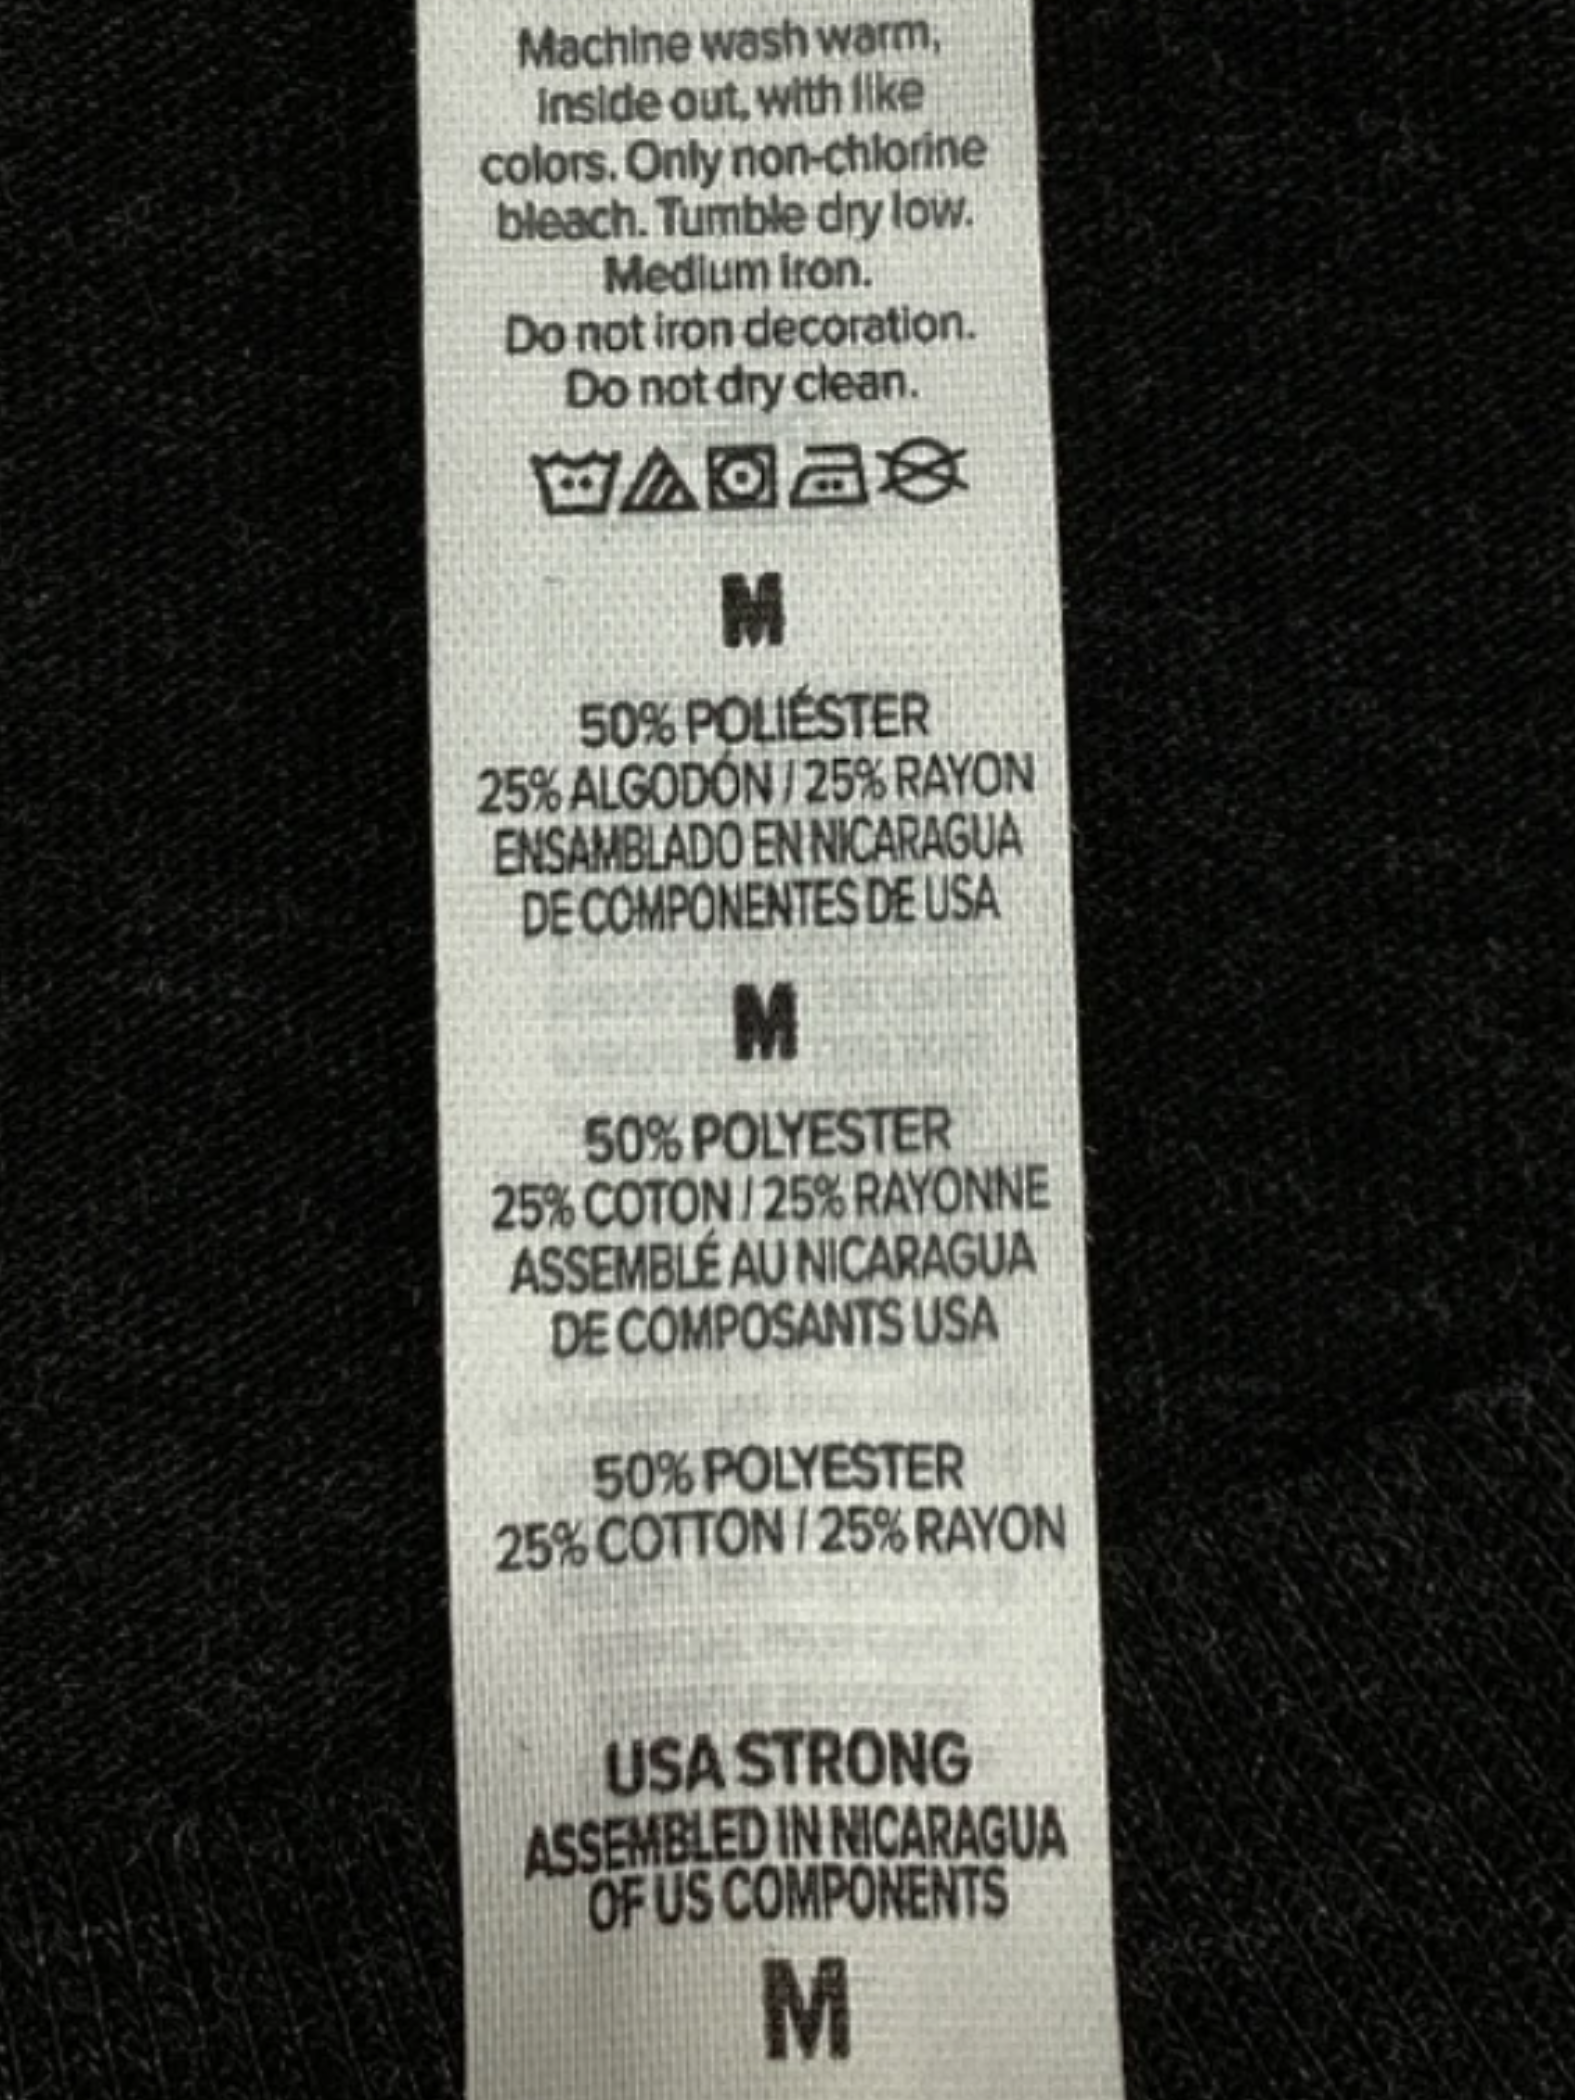 Machine wash warm,
inside out, with like
colors. Only non-chlorine
bleach. Tumble dry low.
Medium iron.
Do not iron decoration.
Do not dry clean.
M
50% POLIÉSTER
25% ALGODÓN / 25% RAYON
ENSAMBLADO EN NICARAGUA
DE COMPONENTES DE USA
M
50% POLYESTER
25% COTON / 25% RAYONNE
ASSEMBLÉ AU NICARAGUA
DE COMPOSANTS USA
50% POLYESTER
25% COTTON / 25% RAYON
USA STRONG
ASSEMBLED IN NICARAGUA
OF US COMPONENTS
M